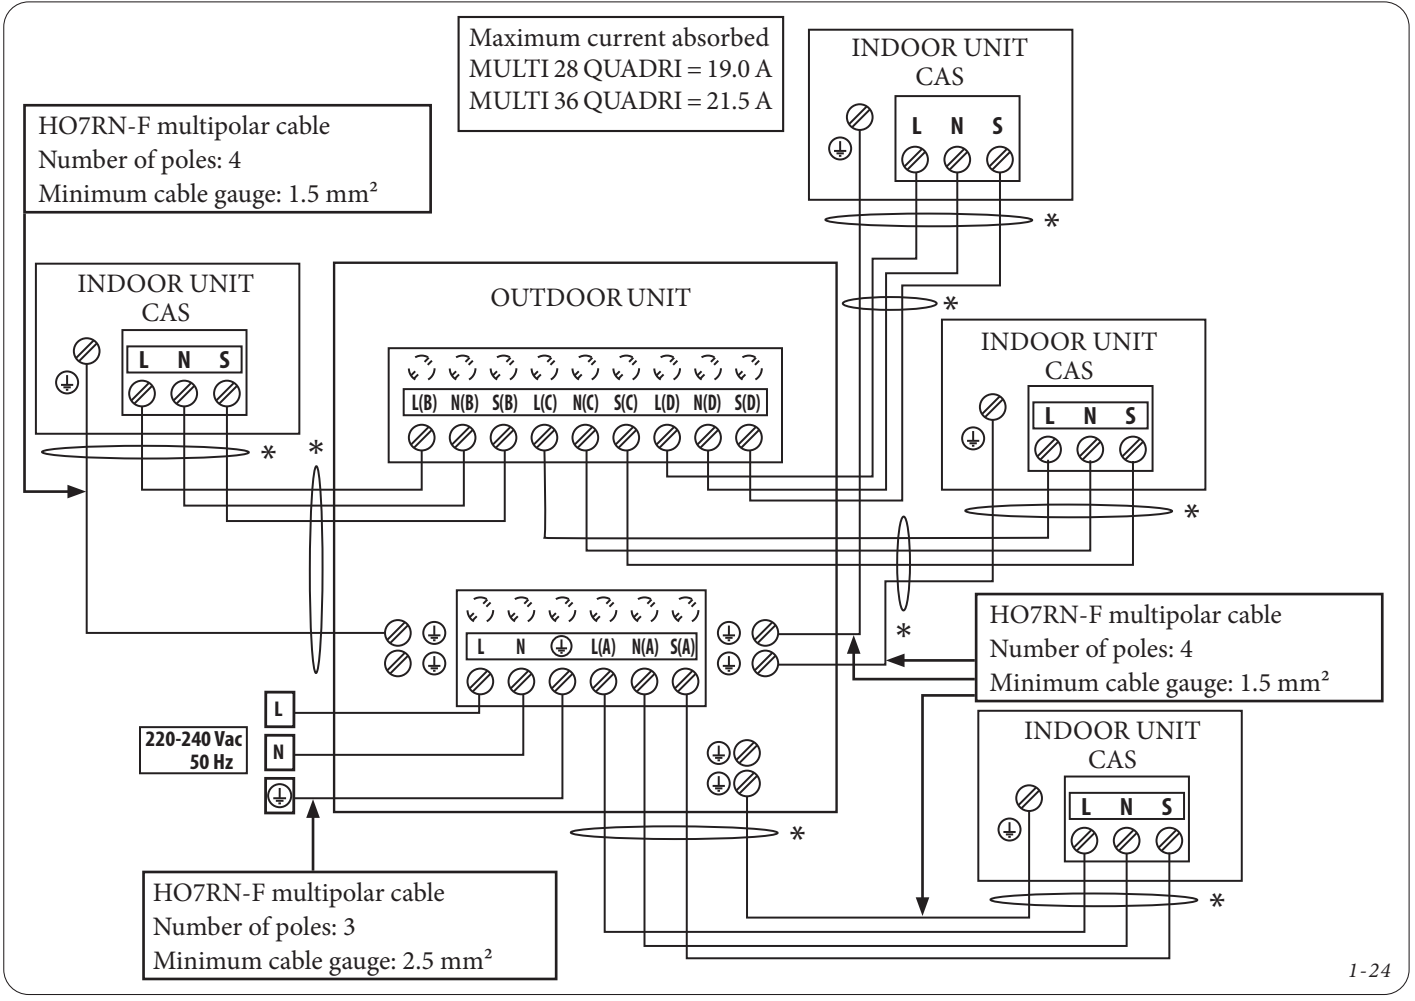 Maximum current absorbed
MULTI 28 QUADRI = 19.0 A
MULTI 36 QUADRI = 21.5 A
INDOOR UNIT
CAS
L N S
*
HO7RN-F multipolar cable
Number of poles: 4
Minimum cable gauge: 1.5 mm²
INDOOR UNIT
CAS
L N S
*
*
OUTDOOR UNIT
L(B) N(B) S(B) L(C) N(C) S(C) L(D) N(D) S(D)
*
INDOOR UNIT
CAS
L N S
*
*
L N L(A) N(A) S(A)
HO7RN-F multipolar cable
Number of poles: 4
Minimum cable gauge: 1.5 mm²
220-240 Vac
50 Hz
L
N
*
INDOOR UNIT
CAS
L N S
*
HO7RN-F multipolar cable
Number of poles: 3
Minimum cable gauge: 2.5 mm²
1-24